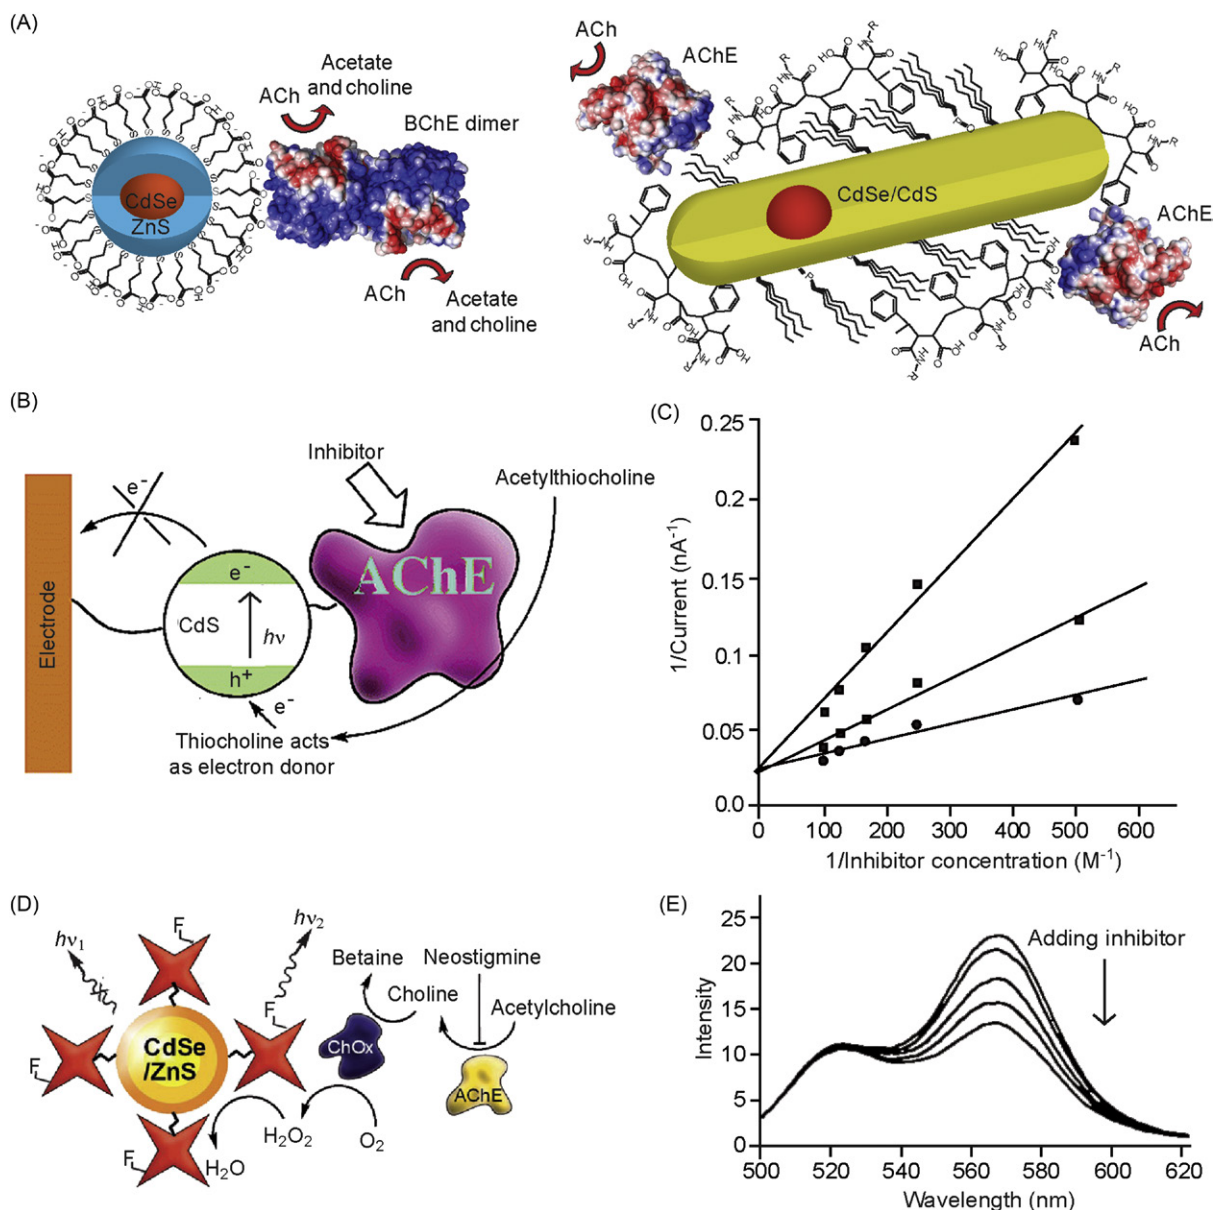 (A)
ACh
Acetate
and choline
BChE dimer
CdSe
ZnS
ACh
Acetate
and choline
ACh
AChE
CdSe/CdS
AChE
ACh
(B)
Inhibitor
Acetylthiocholine
e⁻
Electrode
e⁻
CdS
hν
h⁺
e⁻
AChE
Thiocholine acts
as electron donor
(C)
0.25
0.2
0.15
0.1
0.05
0.0
1/Current (nA⁻¹)
0 100 200 300 400 500 600
1/Inhibitor concentration (M⁻¹)
(D)
hν₁
F
hν₂
F
F
F
CdSe
/ZnS
Betaine
Neostigmine
Choline
Acetylcholine
ChOx
AChE
H₂O₂
O₂
H₂O
(E)
25
20
15
10
5
0
Intensity
Adding inhibitor
500 520 540 560 580 600 620
Wavelength (nm)